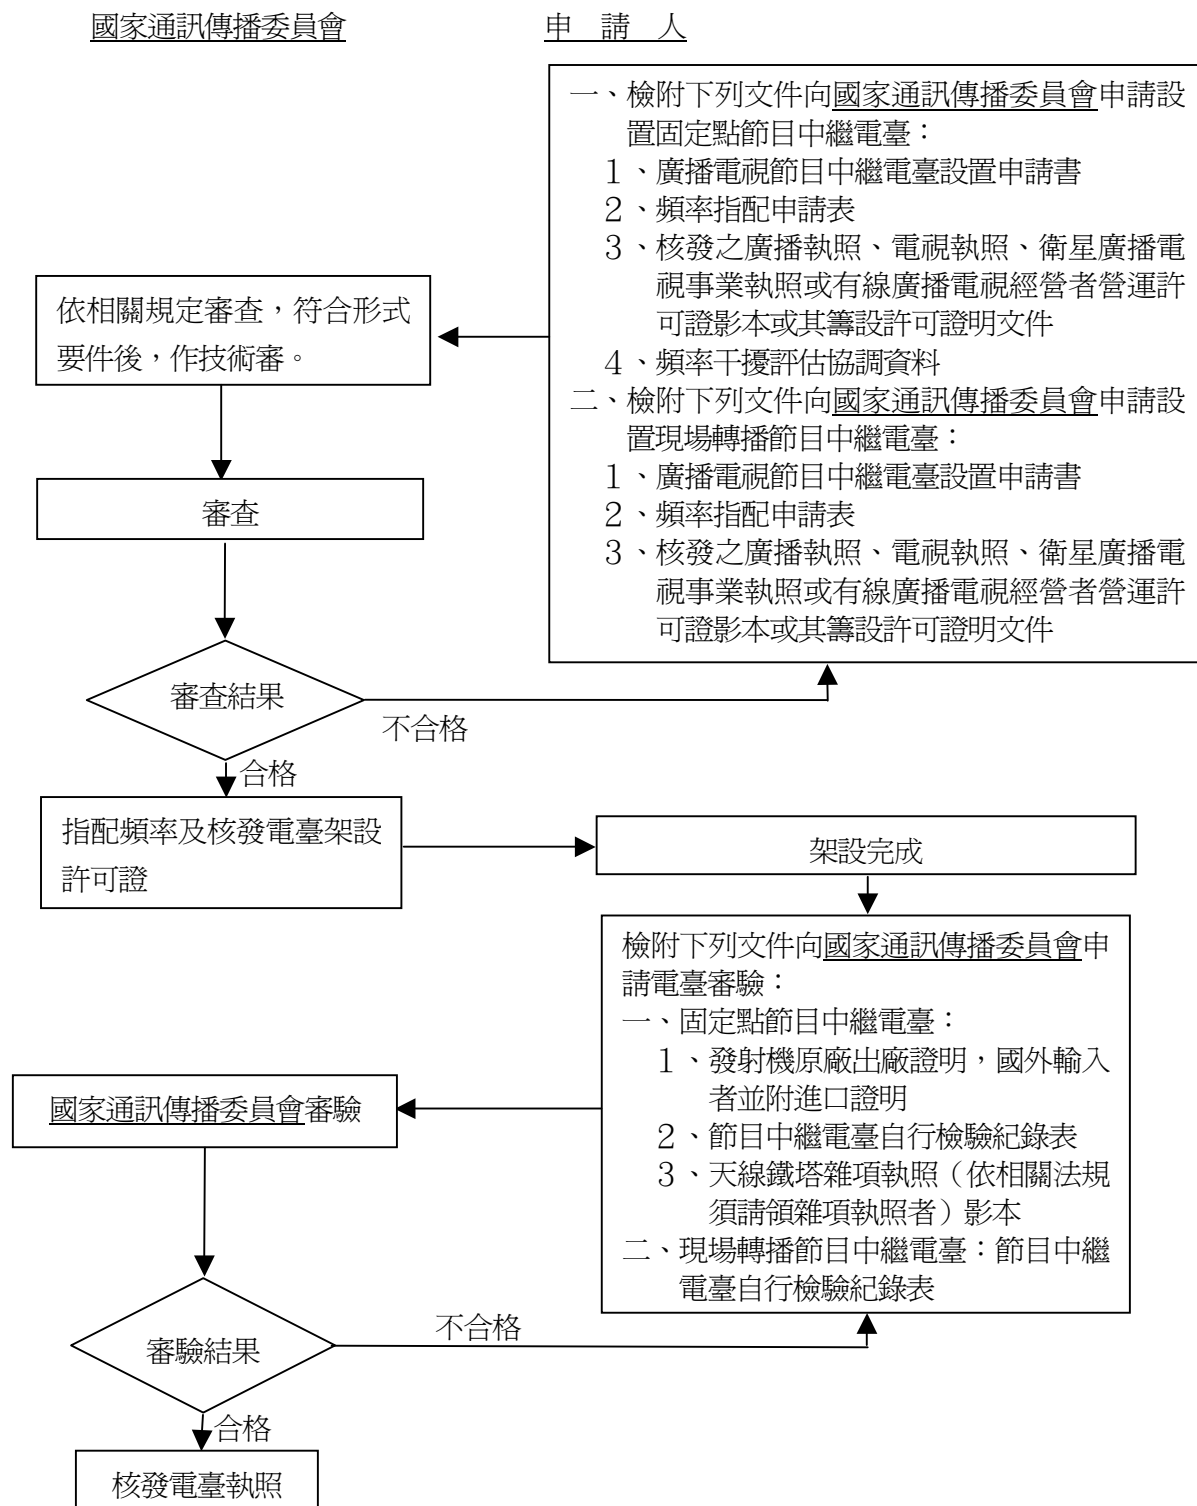 國家通訊傳播委員會
申 請 人
一、檢附下列文件向國家通訊傳播委員會申請設
置固定點節目中繼電臺：
１、廣播電視節目中繼電臺設置申請書
２、頻率指配申請表
３、核發之廣播執照、電視執照、衛星廣播電
視事業執照或有線廣播電視經營者營運許
可證影本或其籌設許可證明文件
４、頻率干擾評估協調資料
二、檢附下列文件向國家通訊傳播委員會申請設
置現場轉播節目中繼電臺：
１、廣播電視節目中繼電臺設置申請書
２、頻率指配申請表
３、核發之廣播執照、電視執照、衛星廣播電
視事業執照或有線廣播電視經營者營運許
可證影本或其籌設許可證明文件
依相關規定審查，符合形式
要件後，作技術審。
審查
審查結果
不合格
合格
指配頻率及核發電臺架設
許可證
架設完成
檢附下列文件向國家通訊傳播委員會申
請電臺審驗：
一、固定點節目中繼電臺：
１、發射機原廠出廠證明，國外輸入
者並附進口證明
２、節目中繼電臺自行檢驗紀錄表
３、天線鐵塔雜項執照（依相關法規
須請領雜項執照者）影本
二、現場轉播節目中繼電臺：節目中繼
電臺自行檢驗紀錄表
國家通訊傳播委員會審驗
審驗結果
不合格
合格
核發電臺執照